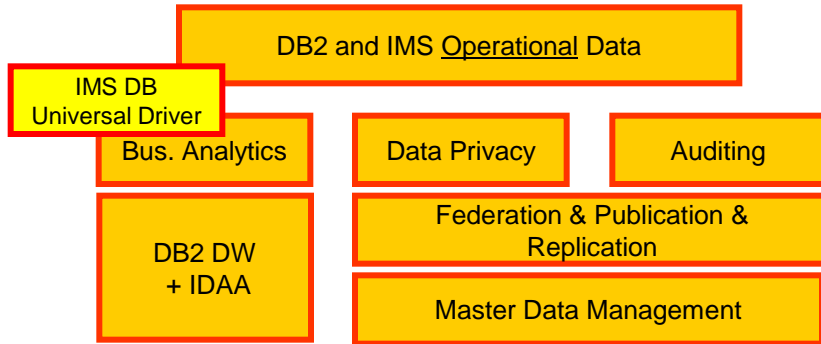 DB2 and IMS Operational Data
IMS DB
Universal Driver
Bus. Analytics
Data Privacy
Auditing
DB2 DW
+ IDAA
Federation & Publication &
Replication
Master Data Management